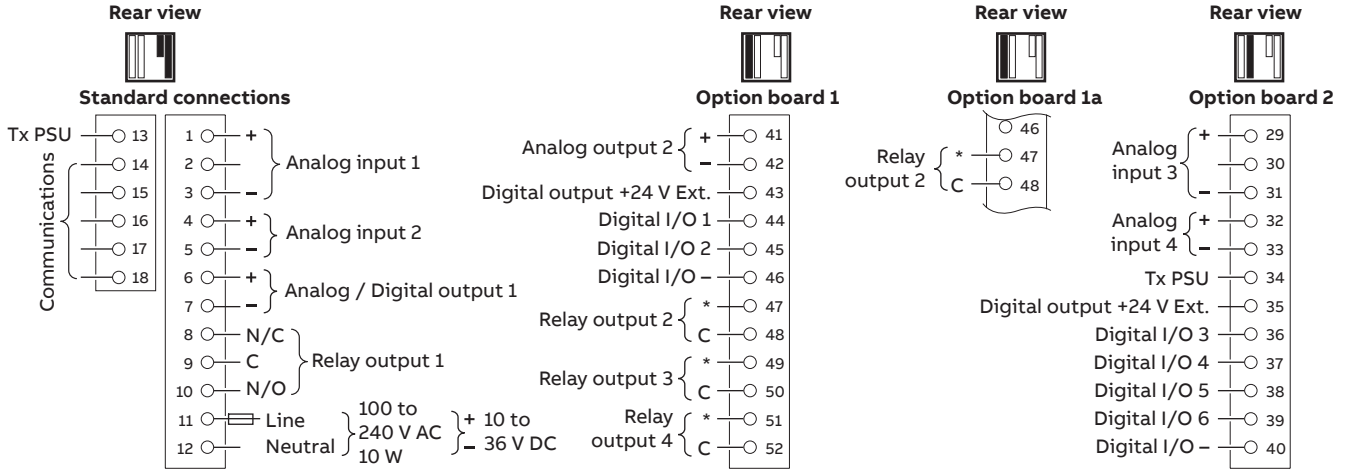 Rear view
Standard connections
Tx PSU
13
14
15
16
17
18
Communications
1 +
2
3 –
Analog input 1
4 +
5 –
Analog input 2
6 +
7 –
Analog / Digital output 1
8 N/C
9 C
10 N/O
Relay output 1
11 Line
12 Neutral
100 to
240 V AC
10 W
+ 10 to
– 36 V DC
Rear view
Option board 1
Analog output 2
+ 41
– 42
Digital output +24 V Ext. 43
Digital I/O 1 44
Digital I/O 2 45
Digital I/O – 46
Relay output 2
* 47
C 48
Relay output 3
* 49
C 50
Relay
output 4
* 51
C 52
Rear view
Option board 1a
46
Relay
output 2
* 47
C 48
Rear view
Option board 2
Analog
input 3
+ 29
30
– 31
Analog
input 4
+ 32
– 33
Tx PSU 34
Digital output +24 V Ext. 35
Digital I/O 3 36
Digital I/O 4 37
Digital I/O 5 38
Digital I/O 6 39
Digital I/O – 40